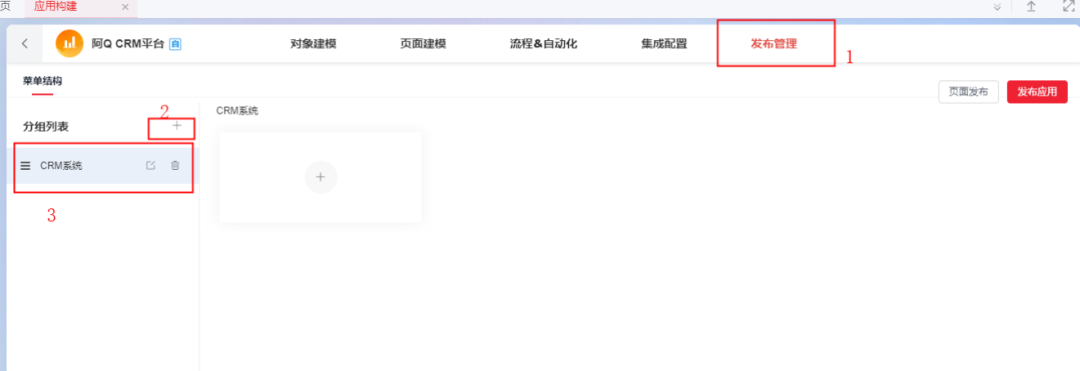 页 应用构建
阿Q CRM平台 自 对象建模 页面建模 流程&自动化 集成配置 发布管理 1
菜单结构
页面发布 发布应用
2
分组列表
CRM系统
CRM系统
3